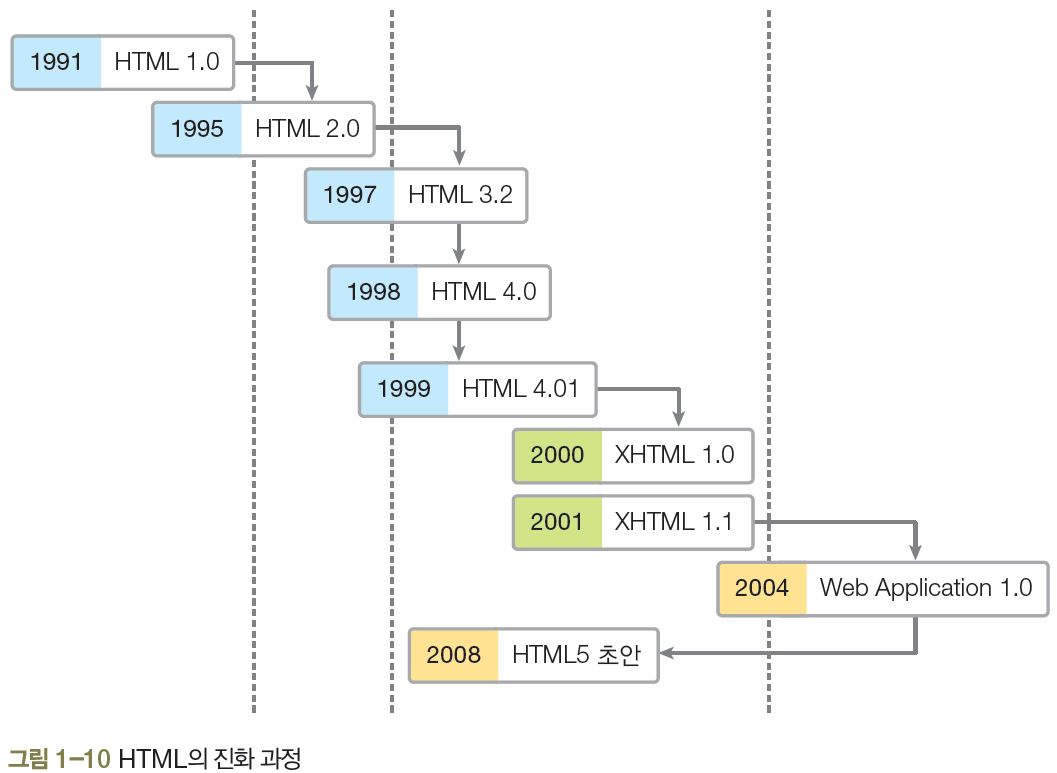 1991 HTML 1.0
1995 HTML 2.0
1997 HTML 3.2
1998 HTML 4.0
1999 HTML 4.01
2000 XHTML 1.0
2001 XHTML 1.1
2004 Web Application 1.0
2008 HTML5 초안
그림 1–10 HTML의 진화 과정